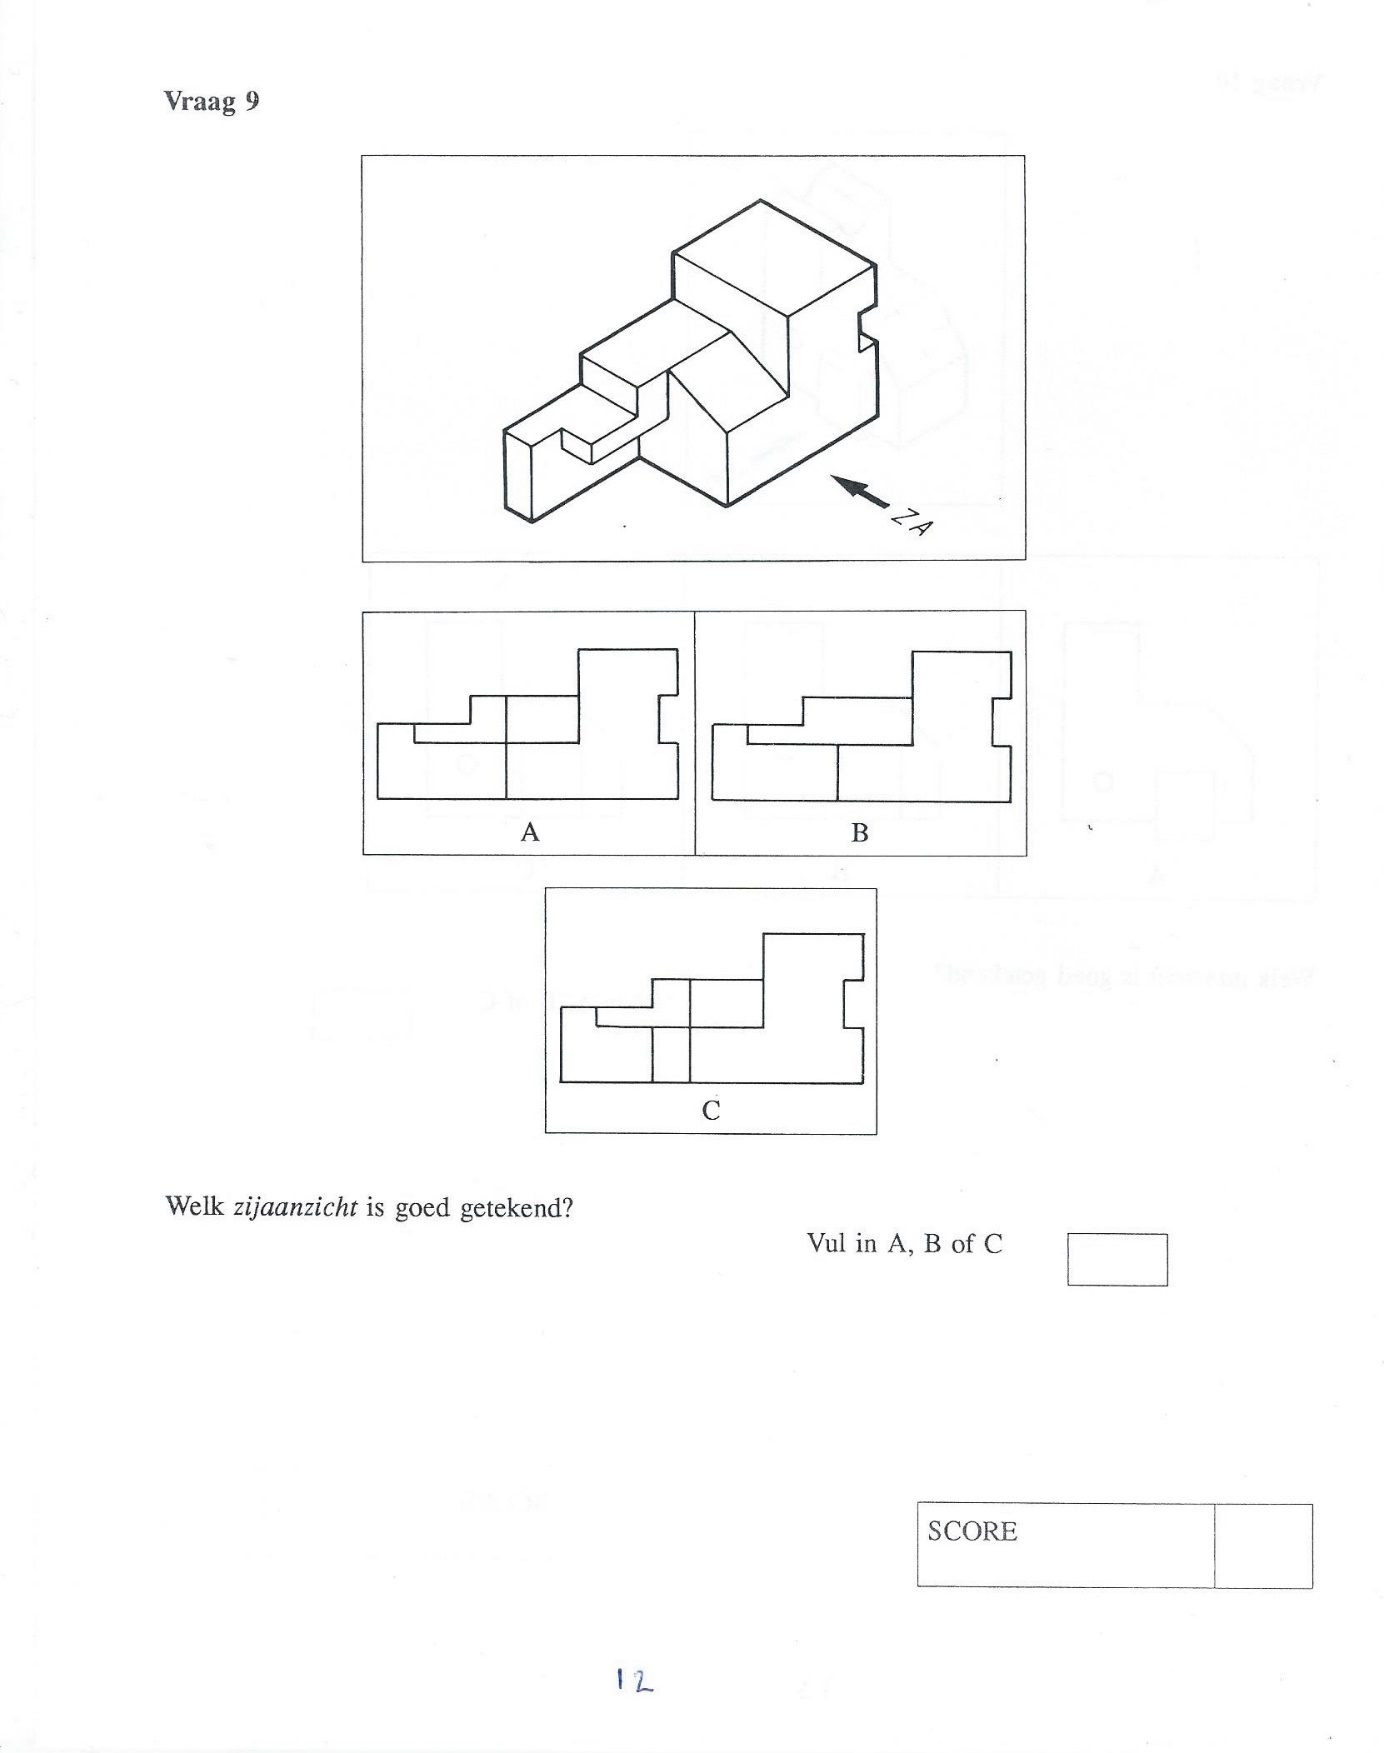 Vraag 9
ZA
A
B
C
Welk zijaanzicht is goed getekend?
Vul in A, B of C
SCORE
12